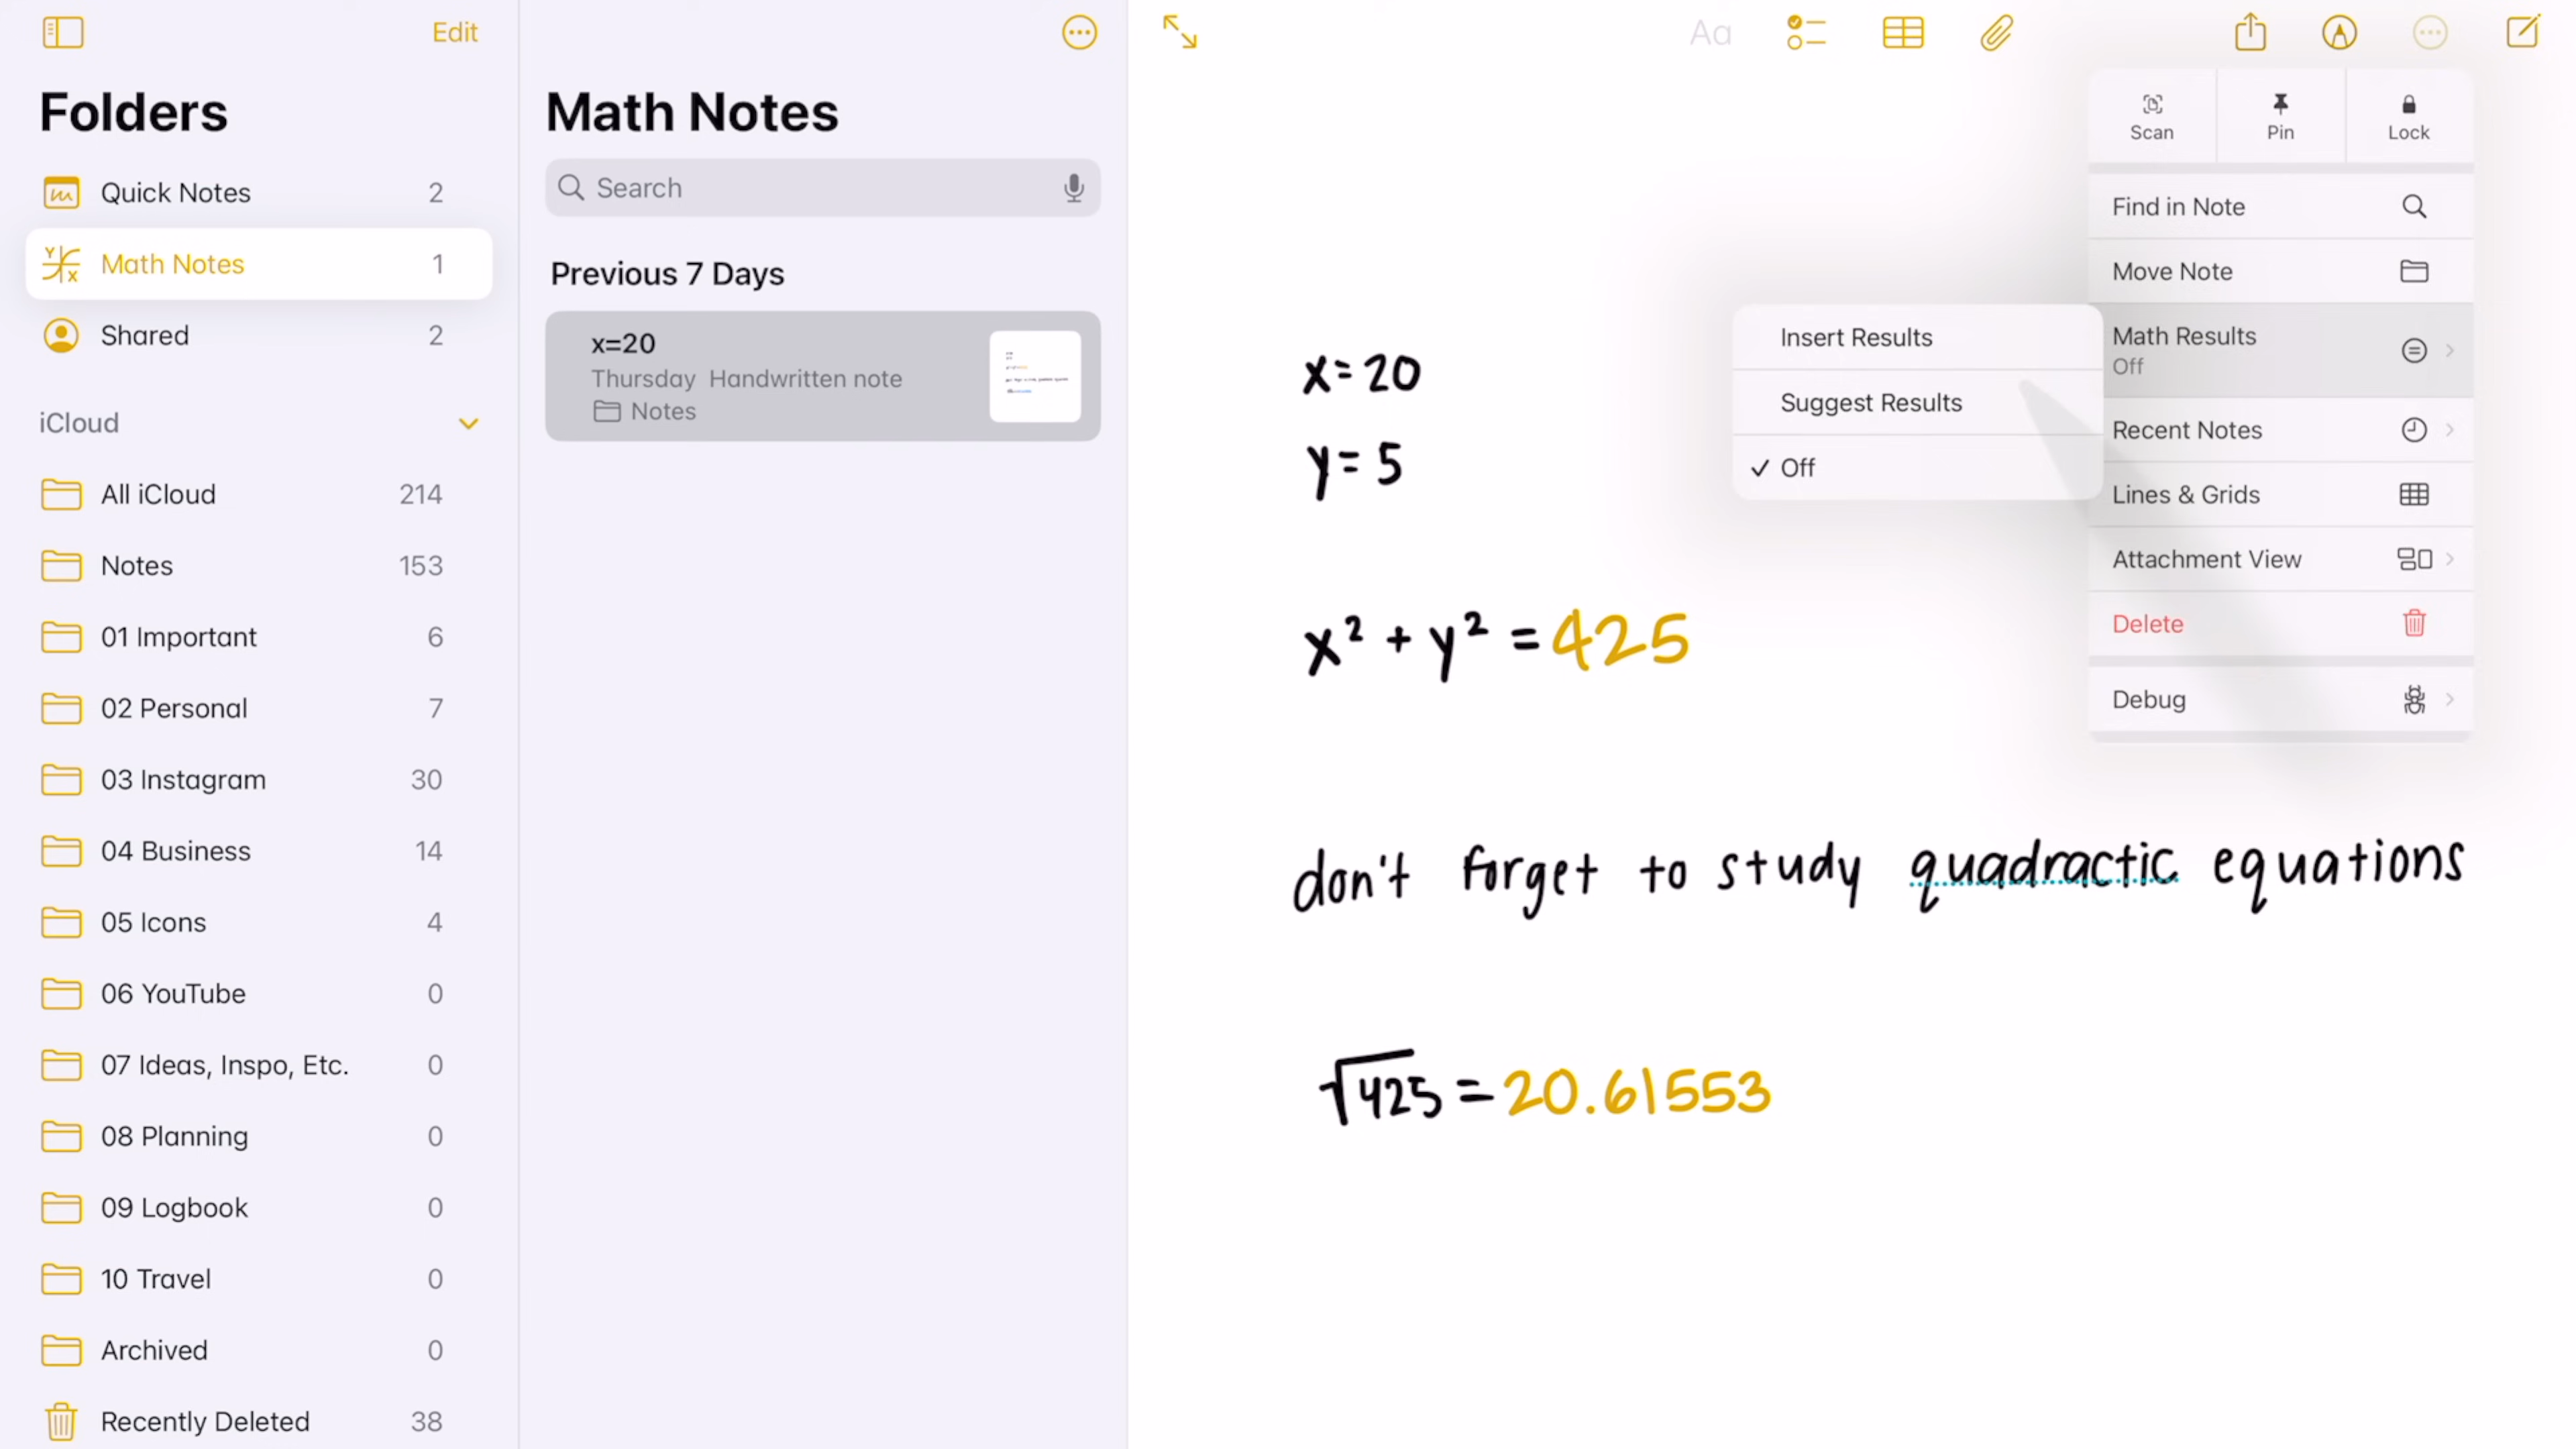 Edit
Folders
Quick Notes 2
Math Notes 1
Shared 2
iCloud
All iCloud 214
Notes 153
01 Important 6
02 Personal 7
03 Instagram 30
04 Business 14
05 Icons 4
06 YouTube 0
07 Ideas, Inspo, Etc. 0
08 Planning 0
09 Logbook 0
10 Travel 0
Archived 0
Recently Deleted 38
Math Notes
Search
Previous 7 Days
x=20
Thursday Handwritten note
Notes
Aa
x=20
y=5
x² + y² = 425
don't forget to study quadractic equations
√425 = 20.61553
Insert Results
Suggest Results
✓ Off
Scan
Pin
Lock
Find in Note
Move Note
Math Results
Off
Recent Notes
Lines & Grids
Attachment View
Delete
Debug